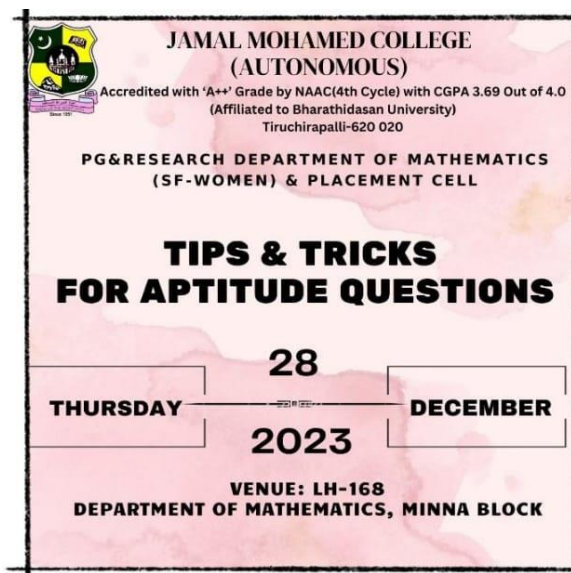 JAMAL MOHAMED COLLEGE
(AUTONOMOUS)
Accredited with ‘A++’ Grade by NAAC(4th Cycle) with CGPA 3.69 Out of 4.0
(Affiliated to Bharathidasan University)
Tiruchirapalli-620 020
Since 1951
PG&RESEARCH DEPARTMENT OF MATHEMATICS
(SF-WOMEN) & PLACEMENT CELL
TIPS & TRICKS
FOR APTITUDE QUESTIONS
28
THURSDAY
DECEMBER
2023
VENUE: LH-168
DEPARTMENT OF MATHEMATICS, MINNA BLOCK